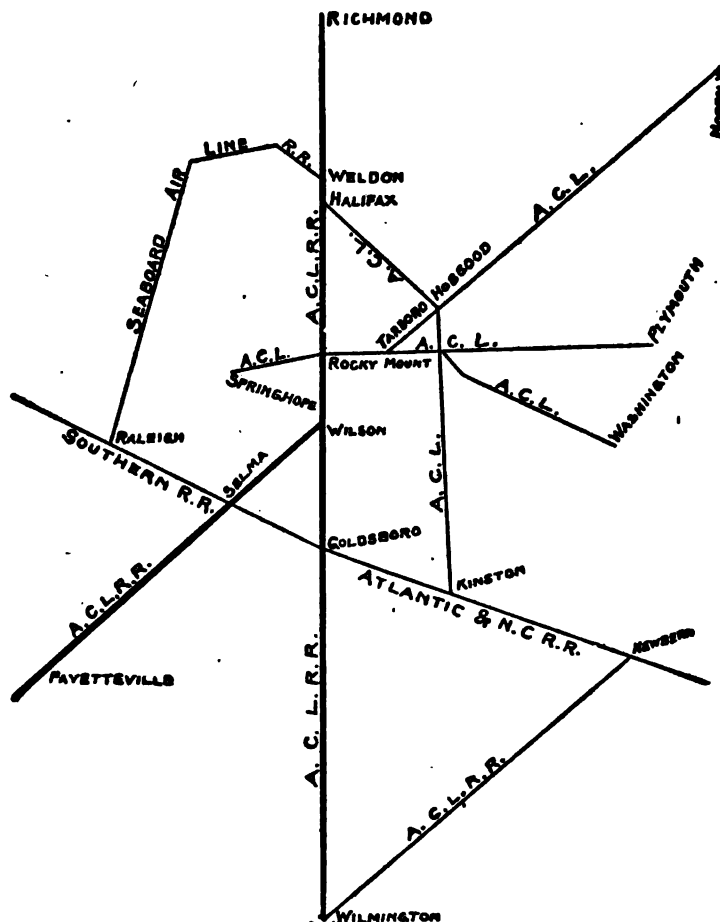 RICHMOND
SEABOARD AIR LINE R.R.
WELDON
HALIFAX
A.C.L.R.R.
A.C.L.
A.C.L.
TARBORO
HOBGOOD
PLYMOUTH
A.C.L.
ROCKY MOUNT
A. C. L.
SPRINGHOPE
A.C.L.
WASHINGTON
WILSON
RALEIGH
SOUTHERN R.R.
SELMA
A.C.L.
GOLDSBORO
KINSTON
ATLANTIC & N.C R.R.
NEWBERN
A.C.L.R.R.
FAYETTEVILLE
A. C. L. R. R.
A. C. L. R. R.
WILMINGTON